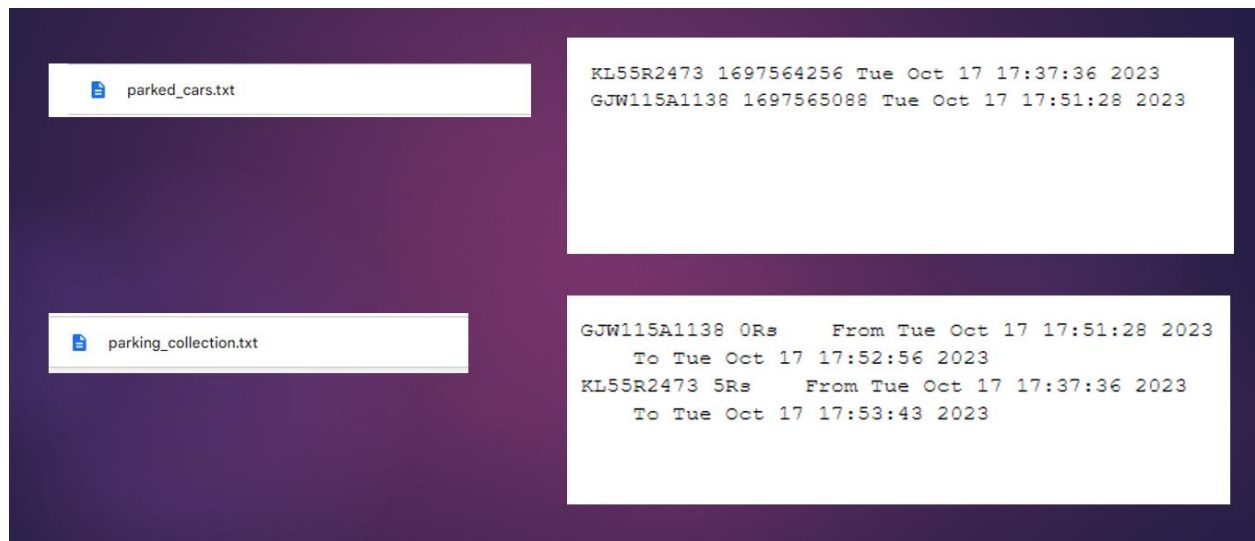 parked_cars.txt
KL55R2473 1697564256 Tue Oct 17 17:37:36 2023
GJW115A1138 1697565088 Tue Oct 17 17:51:28 2023
parking_collection.txt
GJW115A1138 0Rs From Tue Oct 17 17:51:28 2023
To Tue Oct 17 17:52:56 2023
KL55R2473 5Rs From Tue Oct 17 17:37:36 2023
To Tue Oct 17 17:53:43 2023